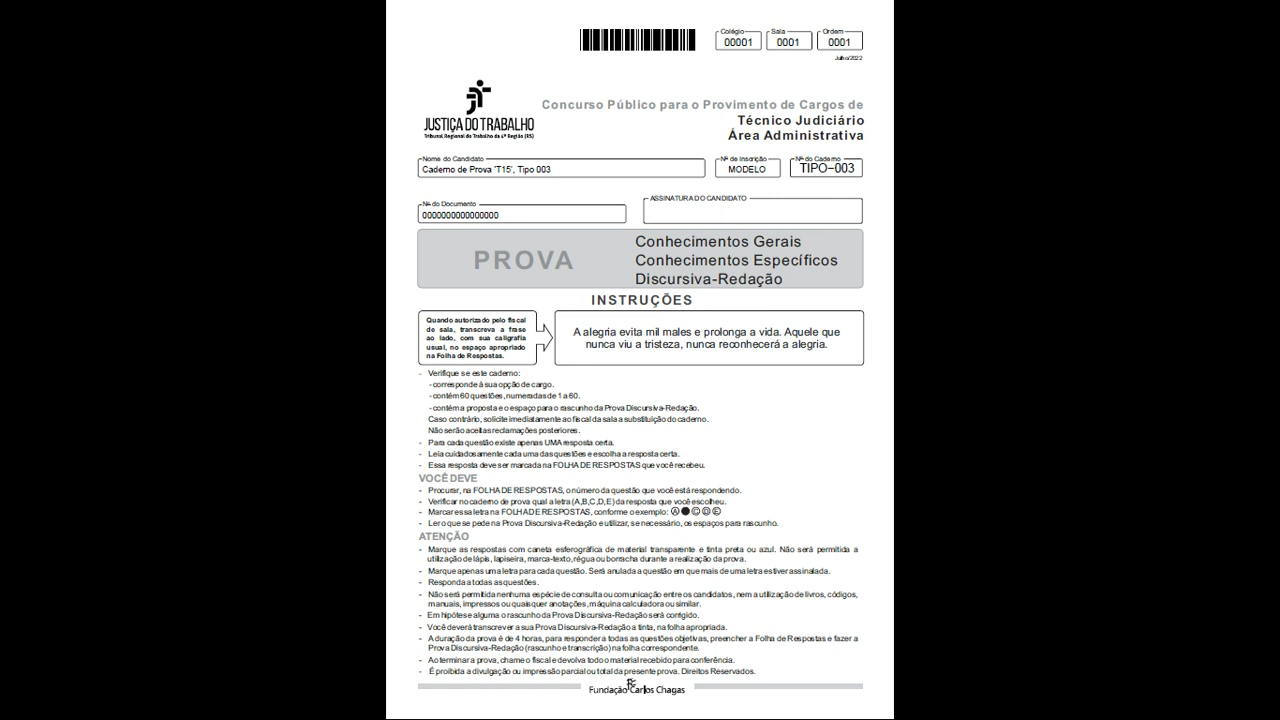 Colégio Sala Ordem
00001 0001 0001
Julho/2022
JUSTIÇA DO TRABALHO
Tribunal Regional do Trabalho da 4ª Região (RS)
Concurso Público para o Provimento de Cargos de
Técnico Judiciário
Área Administrativa
Nome do Candidato
Caderno de Prova 'T15', Tipo 003
Nº de Inscrição
MODELO
Nº do Caderno
TIPO−003
Nº do Documento
0000000000000000
ASSINATURA DO CANDIDATO
PROVA
Conhecimentos Gerais
Conhecimentos Específicos
Discursiva-Redação
INSTRUÇÕES
Quando autorizado pelo fiscal
de sala, transcreva a frase
ao lado, com sua caligrafia
usual, no espaço apropriado
na Folha de Respostas.
A alegria evita mil males e prolonga a vida. Aquele que
nunca viu a tristeza, nunca reconhecerá a alegria.
- Verifique se este caderno:
- corresponde à sua opção de cargo.
- contém 60 questões, numeradas de 1 a 60.
- contém a proposta e o espaço para o rascunho da Prova Discursiva-Redação.
Caso contrário, solicite imediatamente ao fiscal da sala a substituição do caderno.
Não serão aceitas reclamações posteriores.
- Para cada questão existe apenas UMA resposta certa.
- Leia cuidadosamente cada uma das questões e escolha a resposta certa.
- Essa resposta deve ser marcada na FOLHA DE RESPOSTAS que você recebeu.
VOCÊ DEVE
- Procurar, na FOLHA DE RESPOSTAS, o número da questão que você está respondendo.
- Verificar no caderno de prova qual a letra (A,B,C,D,E) da resposta que você escolheu.
- Marcar essa letra na FOLHA DE RESPOSTAS, conforme o exemplo: A C D E
- Ler o que se pede na Prova Discursiva-Redação e utilizar, se necessário, os espaços para rascunho.
ATENÇÃO
- Marque as respostas com caneta esferográfica de material transparente e tinta preta ou azul. Não será permitida a
utilização de lápis, lapiseira, marca-texto, régua ou borracha durante a realização da prova.
- Marque apenas uma letra para cada questão. Será anulada a questão em que mais de uma letra estiver assinalada.
- Responda a todas as questões.
- Não será permitida nenhuma espécie de consulta ou comunicação entre os candidatos, nem a utilização de livros, códigos,
manuais, impressos ou quaisquer anotações, máquina calculadora ou similar.
- Em hipótese alguma o rascunho da Prova Discursiva-Redação será corrigido.
- Você deverá transcrever a sua Prova Discursiva-Redação a tinta, na folha apropriada.
- A duração da prova é de 4 horas, para responder a todas as questões objetivas, preencher a Folha de Respostas e fazer a
Prova Discursiva-Redação (rascunho e transcrição) na folha correspondente.
- Ao terminar a prova, chame o fiscal e devolva todo o material recebido para conferência.
- É proibida a divulgação ou impressão parcial ou total da presente prova. Direitos Reservados.
Fundação Carlos Chagas